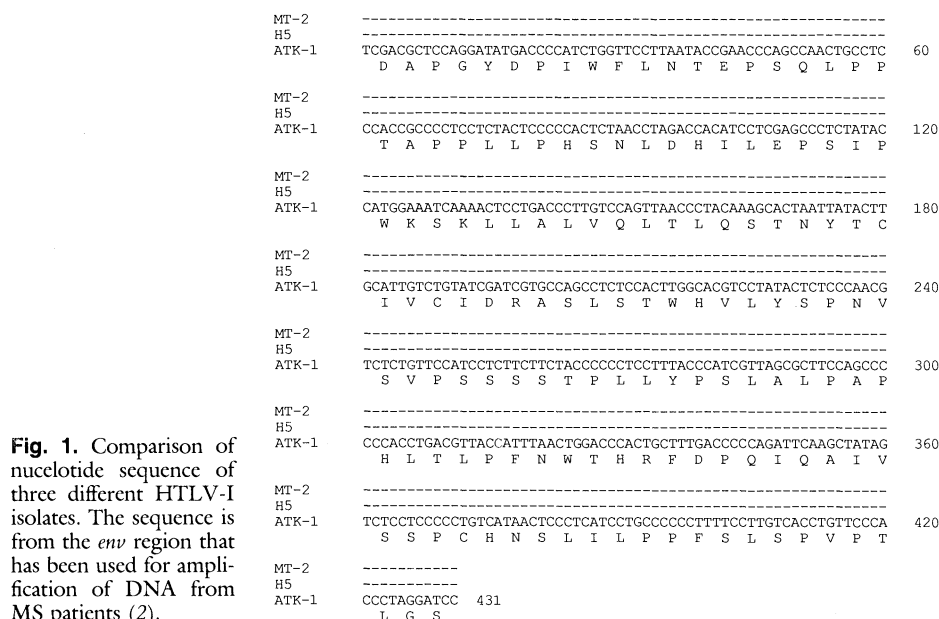 MT-2 ------------------------------------------------------------
H5 ------------------------------------------------------------
ATK-1 TCGACGCTCCAGGATATGACCCCATCTGGTTCCTTAATACCGAACCCAGCCAACTGCCTC 60
D A P G Y D P I W F L N T E P S Q L P P
MT-2 ------------------------------------------------------------
H5 ------------------------------------------------------------
ATK-1 CCACCGCCCCTCCTCTACTCCCCCACTCTAACCTAGACCACATCCTCGAGCCCTCTATAC 120
T A P P L L P H S N L D H I L E P S I P
MT-2 ------------------------------------------------------------
H5 ------------------------------------------------------------
ATK-1 CATGGAAATCAAAACTCCTGACCCTTGTCCAGTTAACCCTACAAAGCACTAATTATACTT 180
W K S K L L A L V Q L T L Q S T N Y T C
MT-2 ------------------------------------------------------------
H5 ------------------------------------------------------------
ATK-1 GCATTGTCTGTATCGATCGTGCCAGCCTCTCCACTTGGCACGTCCTATACTCTCCCAACG 240
I V C I D R A S L S T W H V L Y S P N V
MT-2 ------------------------------------------------------------
H5 ------------------------------------------------------------
ATK-1 TCTCTGTTCCATCCTCTTCTTCTACCCCCCTCCTTTACCCATCGTTAGCGCTTCCAGCCC 300
S V P S S S S T P L L Y P S L A L P A P
MT-2 ------------------------------------------------------------
H5 ------------------------------------------------------------
ATK-1 CCCACCTGACGTTACCATTTAACTGGACCCACTGCTTTGACCCCCAGATTCAAGCTATAG 360
H L T L P F N W T H R F D P Q I Q A I V
MT-2 ------------------------------------------------------------
H5 ------------------------------------------------------------
ATK-1 TCTCCTCCCCCTGTCATAACTCCCTCATCCTGCCCCCCTTTTCCTTGTCACCTGTTCCCA 420
S S P C H N S L I L P P F S L S P V P T
MT-2 -----------
H5 -----------
ATK-1 CCCTAGGATCC 431
L G S
Fig. 1. Comparison of
nucelotide sequence of
three different HTLV-I
isolates. The sequence is
from the env region that
has been used for ampli-
fication of DNA from
MS patients (2).